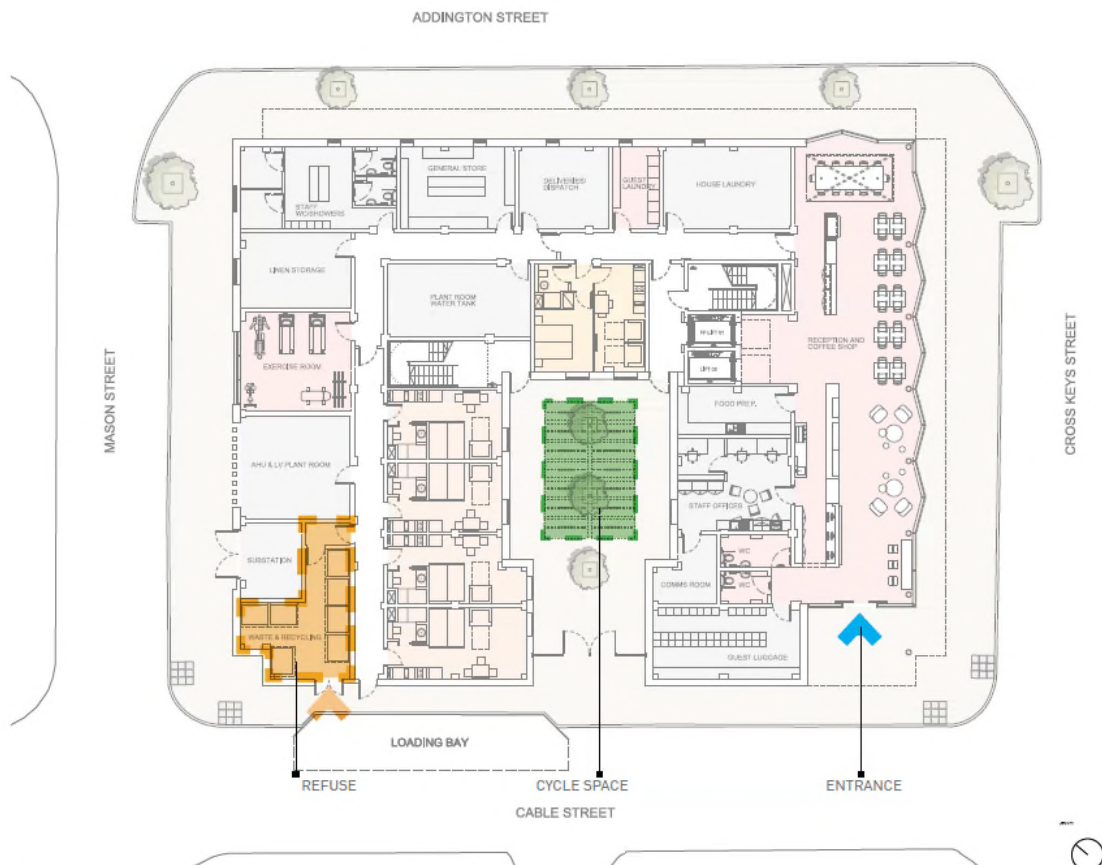 ADDINGTON STREET
GENERAL STORE
DELIVERIES/
DISPATCH
GUEST
LAUNDRY
HOUSE LAUNDRY
STAFF
WC/SHOWERS
LINEN STORAGE
PLANT ROOM
WATER TANK
MASON STREET
CROSS KEYS STREET
EXERCISE ROOM
RECEPTION AND
COFFEE SHOP
FOOD PREP.
AHU & LV PLANT ROOM
STAFF OFFICES
SUBSTATION
WC
COMMS ROOM
WC
WASTE & RECYCLING
GUEST LUGGAGE
LOADING BAY
REFUSE
CYCLE SPACE
ENTRANCE
CABLE STREET